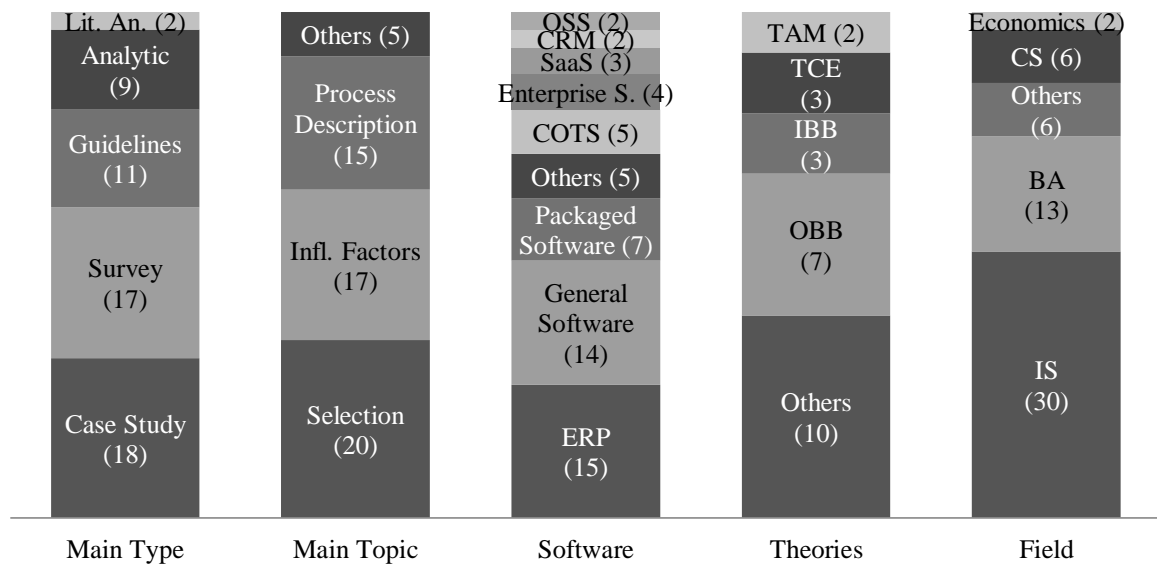 Lit. An. (2)
Analytic
(9)
Guidelines
(11)
Survey
(17)
Case Study
(18)
Main Type
Others (5)
Process
Description
(15)
Infl. Factors
(17)
Selection
(20)
Main Topic
OSS (2)
CRM (2)
SaaS (3)
Enterprise S. (4)
COTS (5)
Others (5)
Packaged
Software (7)
General
Software
(14)
ERP
(15)
Software
TAM (2)
TCE
(3)
IBB
(3)
OBB
(7)
Others
(10)
Theories
Economics (2)
CS (6)
Others
(6)
BA
(13)
IS
(30)
Field